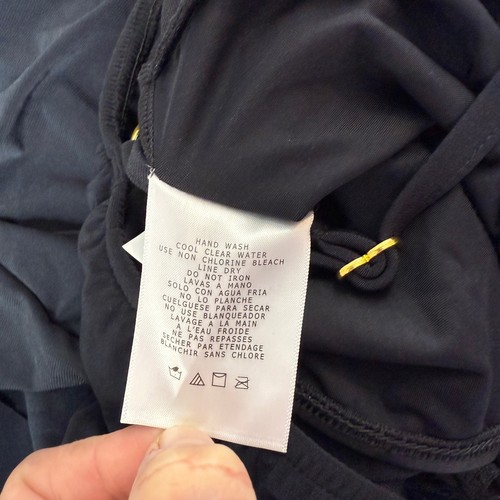 HAND WASH
COOL CLEAR WATER
USE NON CHLORINE BLEACH
LINE DRY
DO NOT IRON
LAVAS A MANO
SOLO CON AGUA FRIA
NO LO PLANCHE
CUELGUESE PARA SECAR
NO USE BLANQUEADOR
LAVAGE A LA MAIN
A L'EAU FROIDE
NE PAS REPASSES
SECHER PAR ETENDAGE
BLANCHIR SANS CHLORE